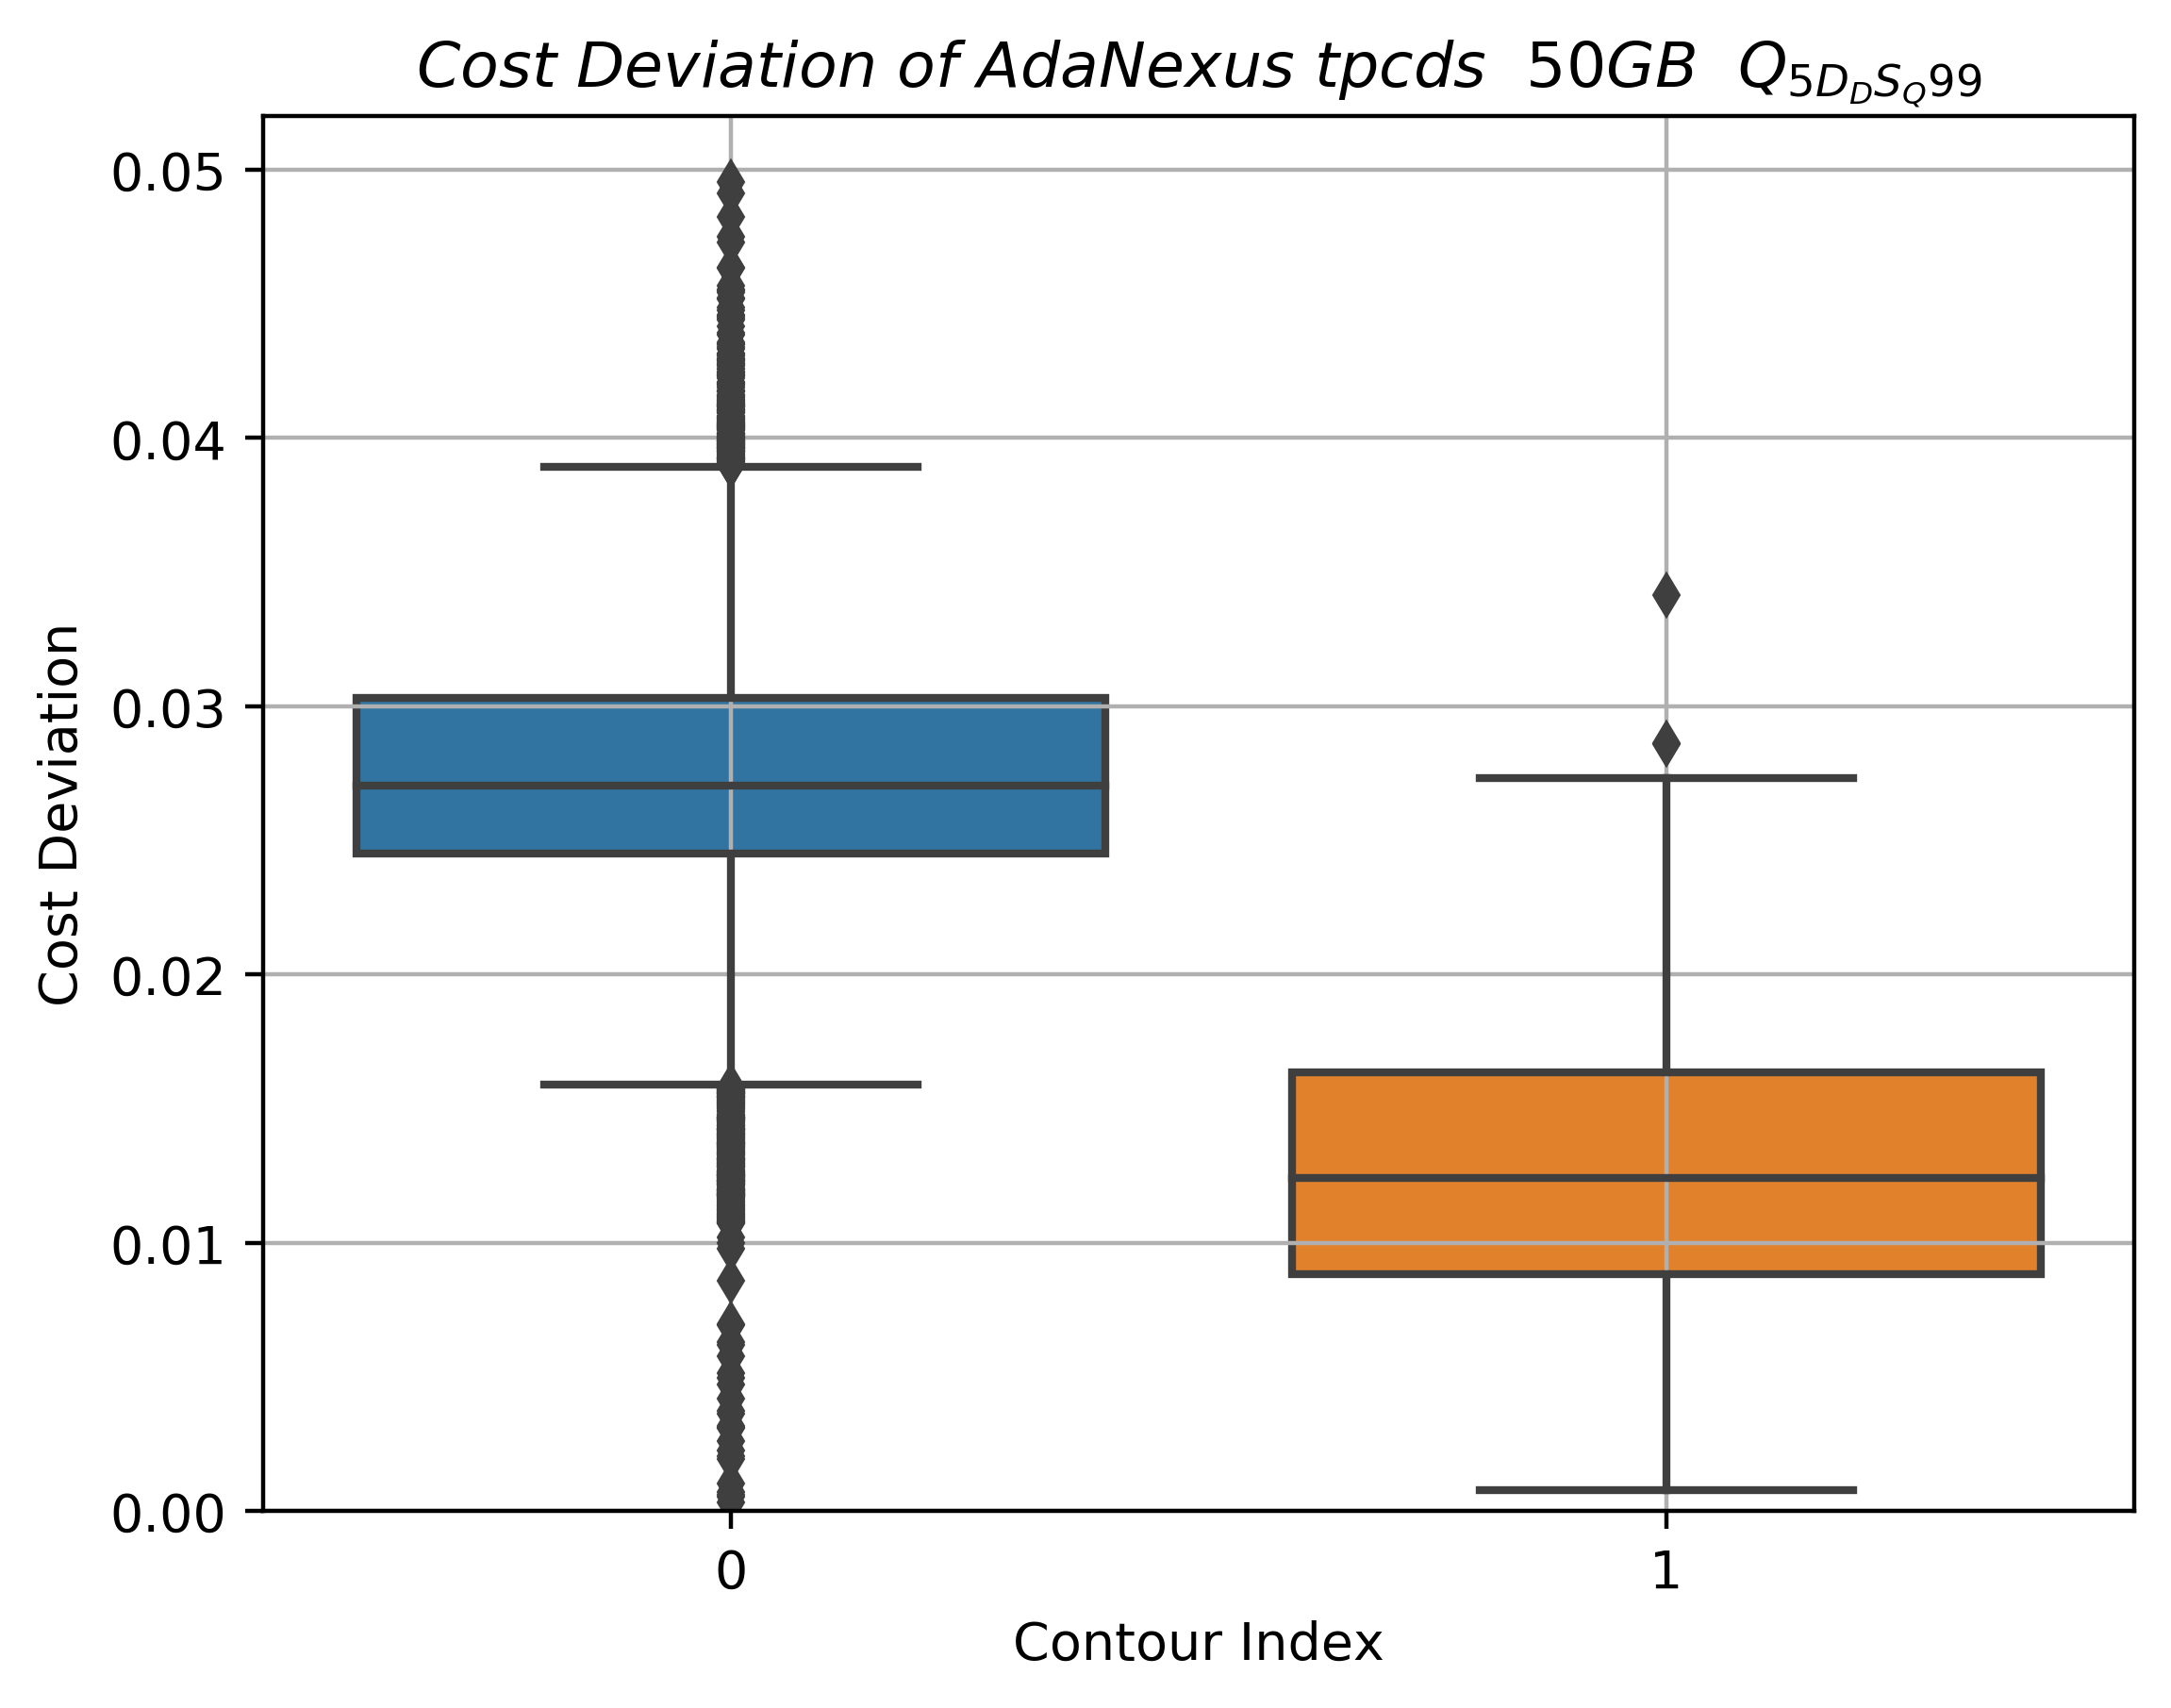 Cost Deviation of AdaNexus tpcds 50GB Q5DDSQ99
0.05
0.04
0.03
0.02
0.01
0.00
Cost Deviation
0 1
Contour Index